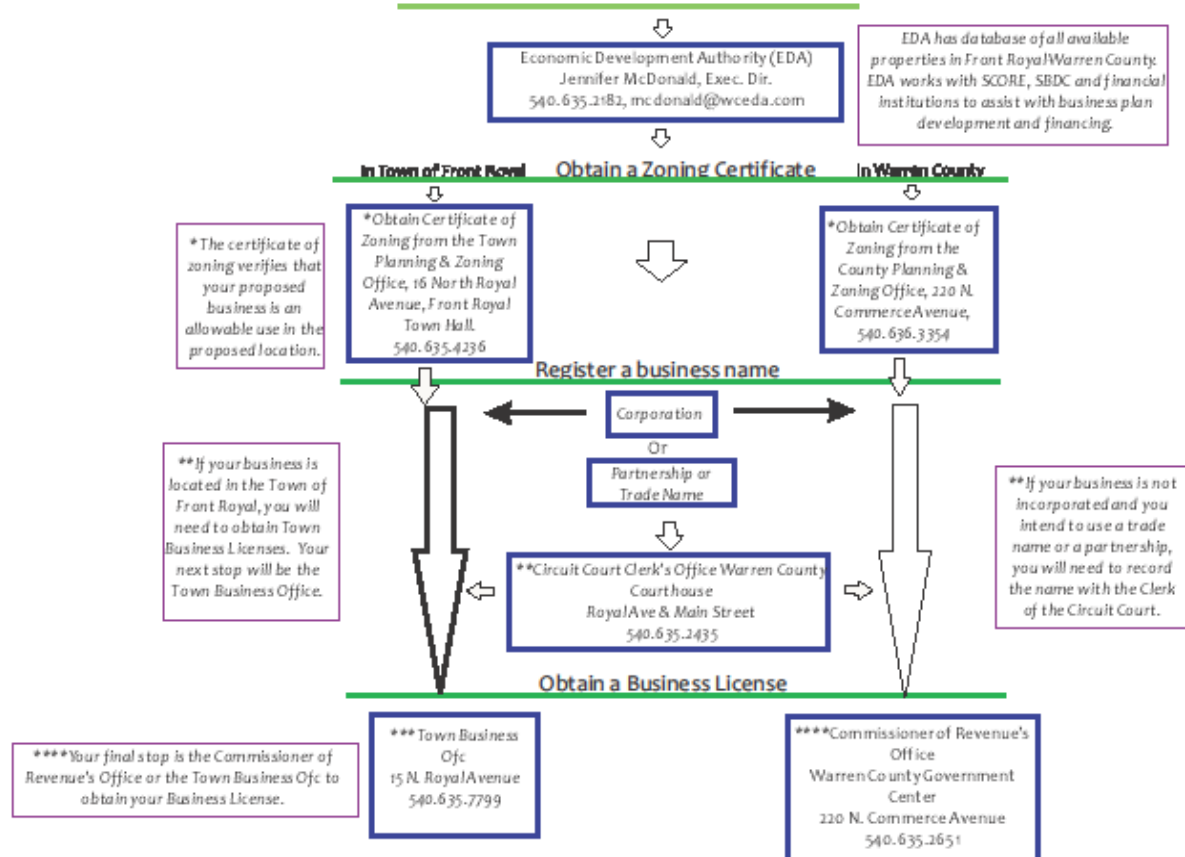 Economic Development Authority (EDA)
Jennifer McDonald, Exec. Dir.
540.635.2182, mcdonald@wceda.com
EDA has database of all available
properties in Front Royal Warren County.
EDA works with SCORE, SBDC and financial
institutions to assist with business plan
development and financing.
In Town of Front Royal
Obtain a Zoning Certificate
In Warren County
*The certificate of
zoning verifies that
your proposed
business is an
allowable use in the
proposed location.
*Obtain Certificate of
Zoning from the Town
Planning & Zoning
Office, 16 North Royal
Avenue, Front Royal
Town Hall.
540.635.4236
*Obtain Certificate of
Zoning from the
County Planning &
Zoning Office, 220 N.
Commerce Avenue,
540.636.3354
Register a business name
Corporation
Or
Partnership or
Trade Name
**If your business is
located in the Town of
Front Royal, you will
need to obtain Town
Business Licenses. Your
next stop will be the
Town Business Office.
**Circuit Court Clerk's Office Warren County
Courthouse
Royal Ave & Main Street
540.635.2435
**If your business is not
incorporated and you
intend to use a trade
name or a partnership,
you will need to record
the name with the Clerk
of the Circuit Court.
Obtain a Business License
****Your final stop is the Commissioner of
Revenue's Office or the Town Business Ofc to
obtain your Business License.
***Town Business
Ofc
15 N. Royal Avenue
540.635.7799
****Commissioner of Revenue's
Office
Warren County Government
Center
220 N. Commerce Avenue
540.635.2651